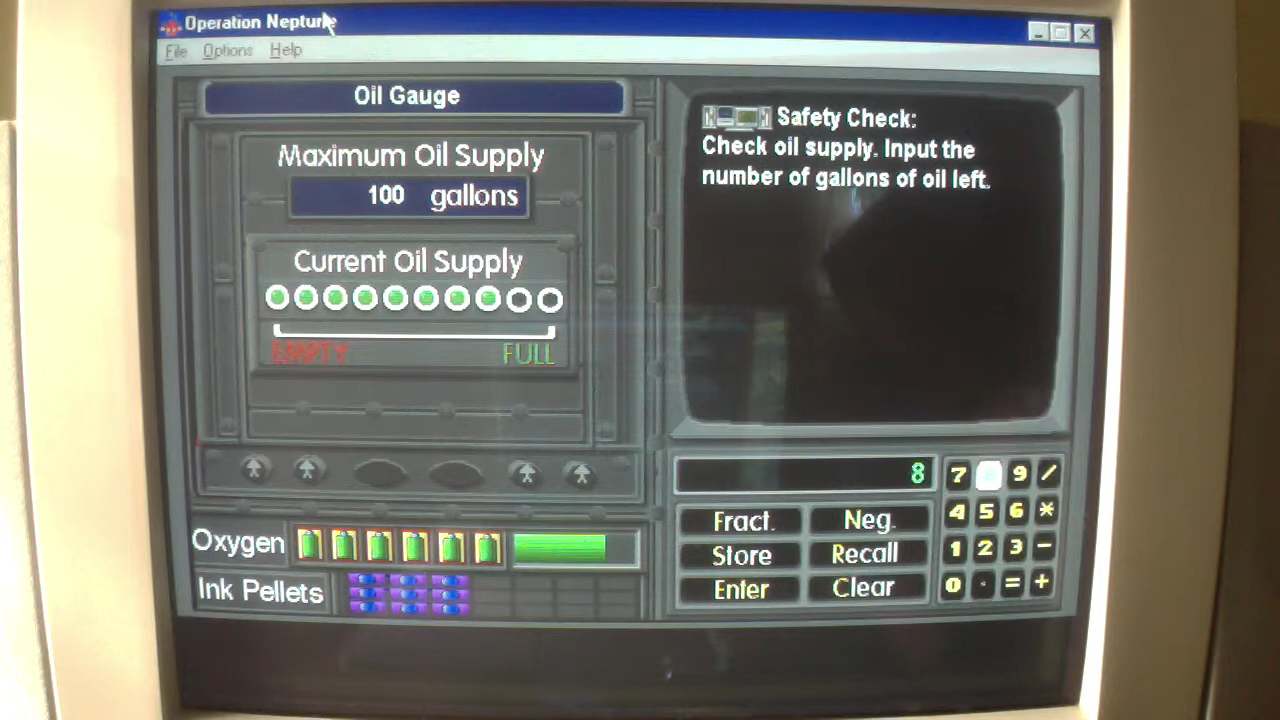 Operation Neptune
File Options Help
Oil Gauge
Maximum Oil Supply
100 gallons
Current Oil Supply
EMPTY FULL
Safety Check:
Check oil supply. Input the
number of gallons of oil left.
8
7 8 9 /
Fract. Neg. 4 5 6 *
Store Recall 1 2 3 -
Enter Clear 0 . = +
Oxygen
Ink Pellets